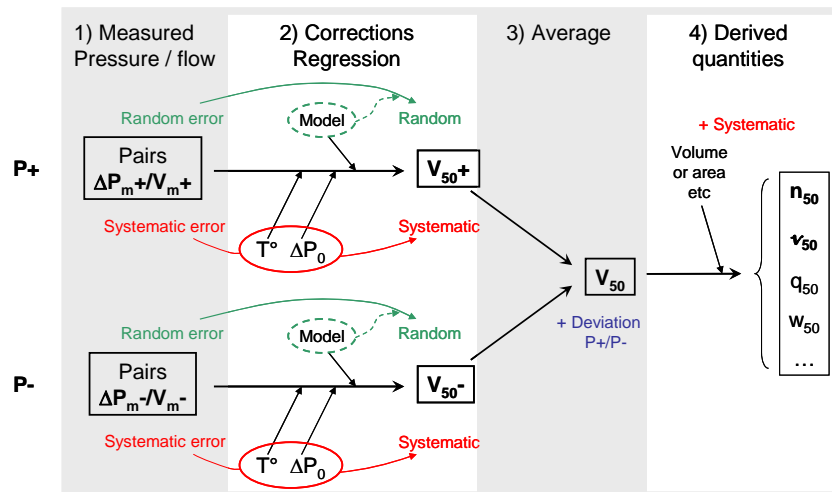 1) Measured
Pressure / flow
2) Corrections
Regression
3) Average
4) Derived
quantities
P+
Random error
Model
Random
Pairs
ΔPₘ+/Vₘ+
V₅₀+
Systematic error
T° ΔP₀
Systematic
+ Systematic
Volume
or area
etc
V₅₀
+ Deviation
P+/P-
n₅₀
v₅₀
q₅₀
w₅₀
...
P-
Random error
Model
Random
Pairs
ΔPₘ-/Vₘ-
V₅₀-
Systematic error
T° ΔP₀
Systematic